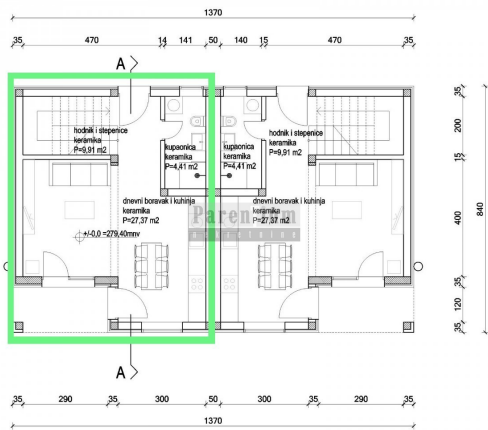 1370
35 470 14 141 50 140 15 470 35
A
hodnik i stepenice
keramika
P=9,91 m2
kupaonica
keramika
P=4,41 m2
kupaonica
keramika
P=4,41 m2
hodnik i stepenice
keramika
P=9,91 m2
dnevni boravak i kuhinja
keramika
P=27,37 m2
dnevni boravak i kuhinja
keramika
P=27,37 m2
+/-0,0 =279,40mnv
35
200
15
400
35
120
35
840
A
35 290 35 300 50 300 35 290 35
1370